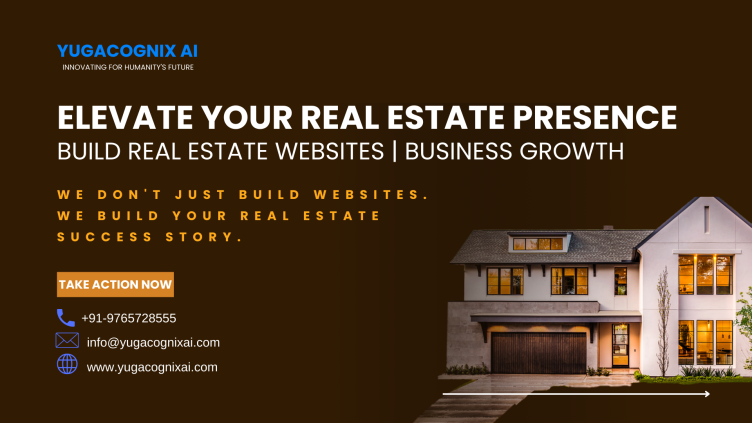 YUGACOGNIX AI
INNOVATING FOR HUMANITY'S FUTURE
ELEVATE YOUR REAL ESTATE PRESENCE
BUILD REAL ESTATE WEBSITES | BUSINESS GROWTH
WE DON'T JUST BUILD WEBSITES.
WE BUILD YOUR REAL ESTATE
SUCCESS STORY.
TAKE ACTION NOW
+91-9765728555
info@yugacognixai.com
www.yugacognixai.com